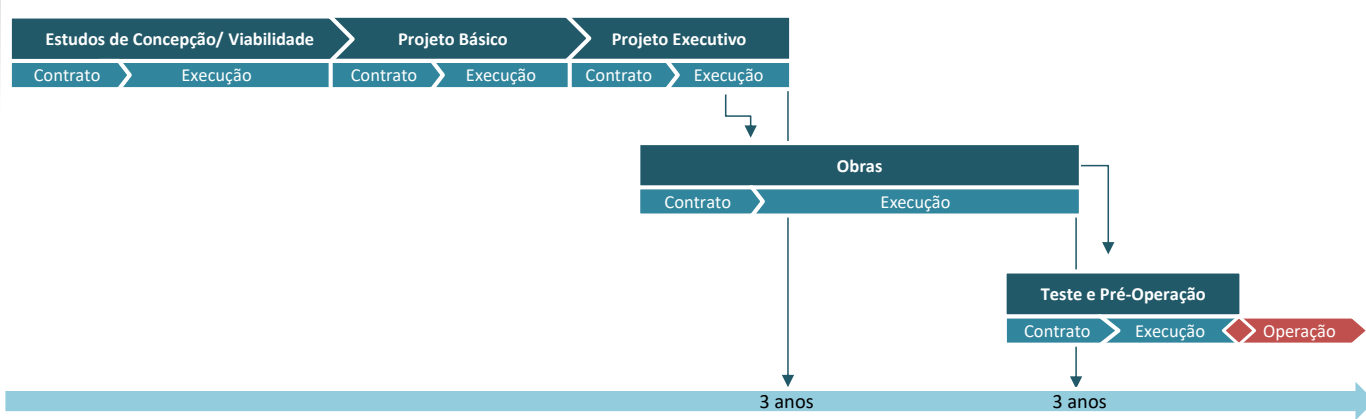 Estudos de Concepção/ Viabilidade
Projeto Básico
Projeto Executivo
Contrato
Execução
Contrato
Execução
Contrato
Execução
Obras
Contrato
Execução
Teste e Pré-Operação
Contrato
Execução
Operação
3 anos
3 anos